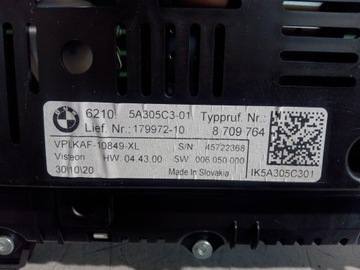 BMW
6210 5A305C3-01 Typpruf. Nr.:
Lief. Nr.: 179972-10 8 709 764
VPLKAF-10849-XL S/N 45722368
Visteon HW 04.43.00 SW 006.050.000
30|10|20 Made in Slovakia IK5A305C301